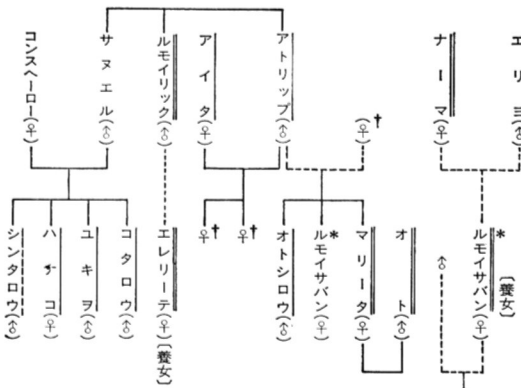 コンスヘーロー(♀)
サヌエル(♂)
ルモイリック(♂)
アイタ(♀)
アトリップ(♂)
(♀)†
ナーマ(♀)
エリヨ(♂)
シンタロウ(♂)
ハチコ(♀)
ユキヲ(♂)
コタロウ(♂)
エレリーテ(♀)〔養女〕
♀†
♀†
オトシロウ(♂)
ルモイサバン(♀)*
マリータ(♀)
オト(♂)
♂
ルモイサバン(♀)*
〔養女〕